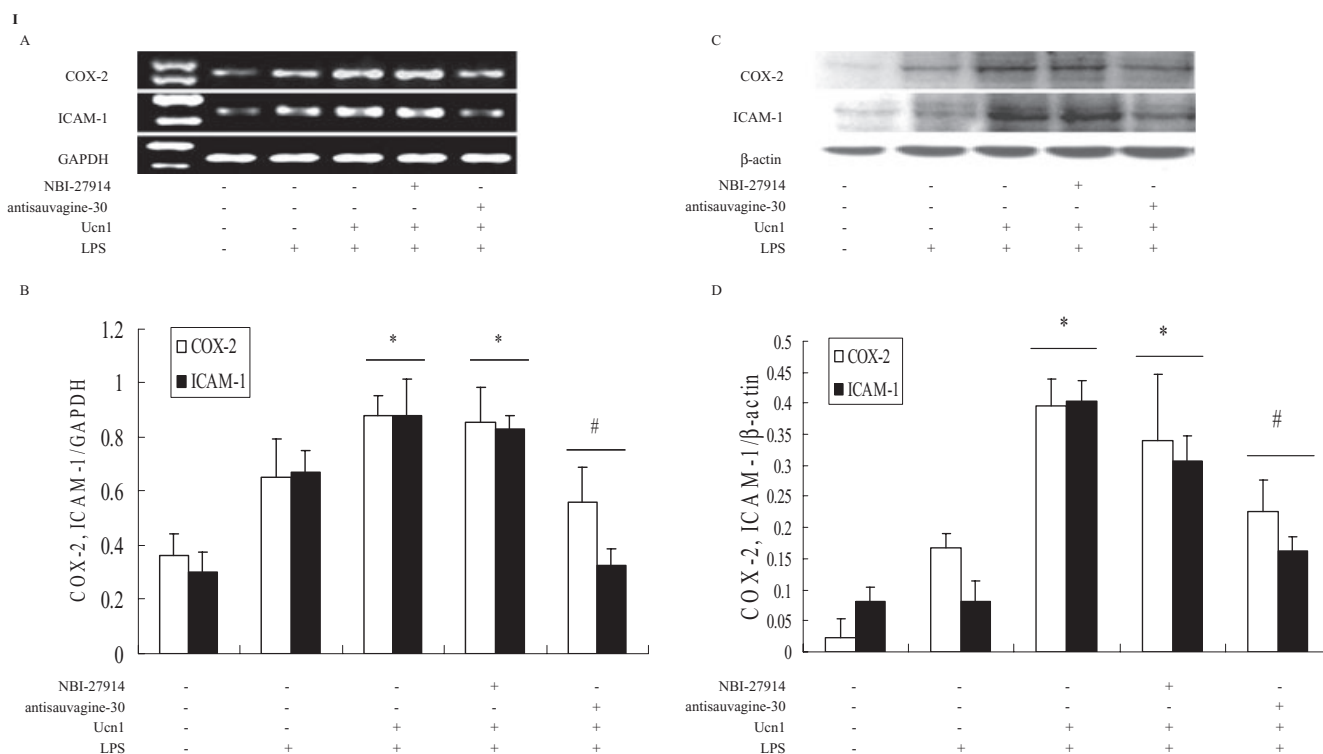 I
A
COX-2
ICAM-1
GAPDH
NBI-27914 - - - + -
antisauvagine-30 - - - - +
Ucn1 - - + + +
LPS - + + + +
C
COX-2
ICAM-1
β-actin
NBI-27914 - - - + -
antisauvagine-30 - - - - +
Ucn1 - - + + +
LPS - + + + +
B
COX-2, ICAM-1/GAPDH
1.2
1
0.8
0.6
0.4
0.2
0
COX-2
ICAM-1
* * #
NBI-27914 - - - + -
antisauvagine-30 - - - - +
Ucn1 - - + + +
LPS - + + + +
D
COX-2, ICAM-1/β-actin
0.5
0.45
0.4
0.35
0.3
0.25
0.2
0.15
0.1
0.05
0
COX-2
ICAM-1
* * #
NBI-27914 - - - + -
antisauvagine-30 - - - - +
Ucn1 - - + + +
LPS - + + + +